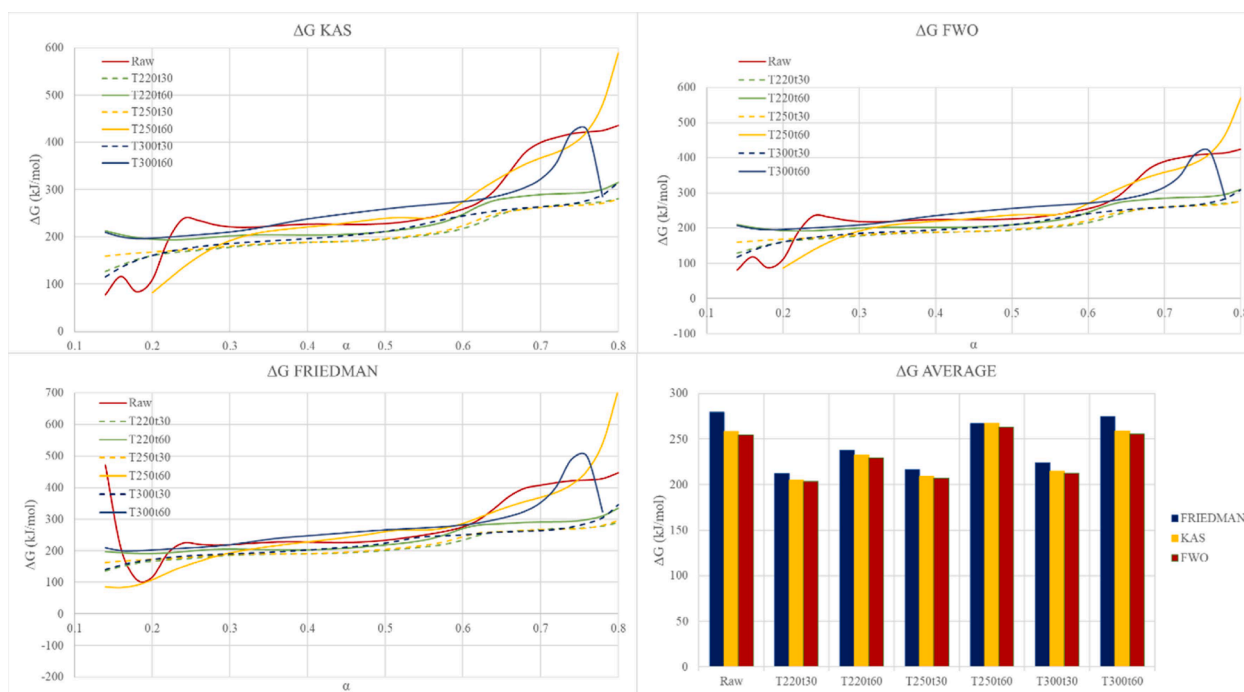 ΔG KAS
600
500
400
300
200
100
0
ΔG (kJ/mol)
0.1 0.2 0.3 0.4 0.5 0.6 0.7 0.8
α
Raw
T220t30
T220t60
T250t30
T250t60
T300t30
T300t60
ΔG FWO
600
500
400
300
200
100
0
-100
ΔG (kJ/mol)
0.1 0.2 0.3 0.4 0.5 0.6 0.7 0.8
α
Raw
T220t30
T220t60
T250t30
T250t60
T300t30
T300t60
ΔG FRIEDMAN
700
600
500
400
300
200
100
0
-100
-200
ΔG (kJ/mol)
0.1 0.2 0.3 0.4 0.5 0.6 0.7 0.8
α
Raw
T220t30
T220t60
T250t30
T250t60
T300t30
T300t60
ΔG AVERAGE
300
250
200
150
100
50
0
ΔG (kJ/mol)
Raw T220t30 T220t60 T250t30 T250t60 T300t30 T300t60
FRIEDMAN
KAS
FWO